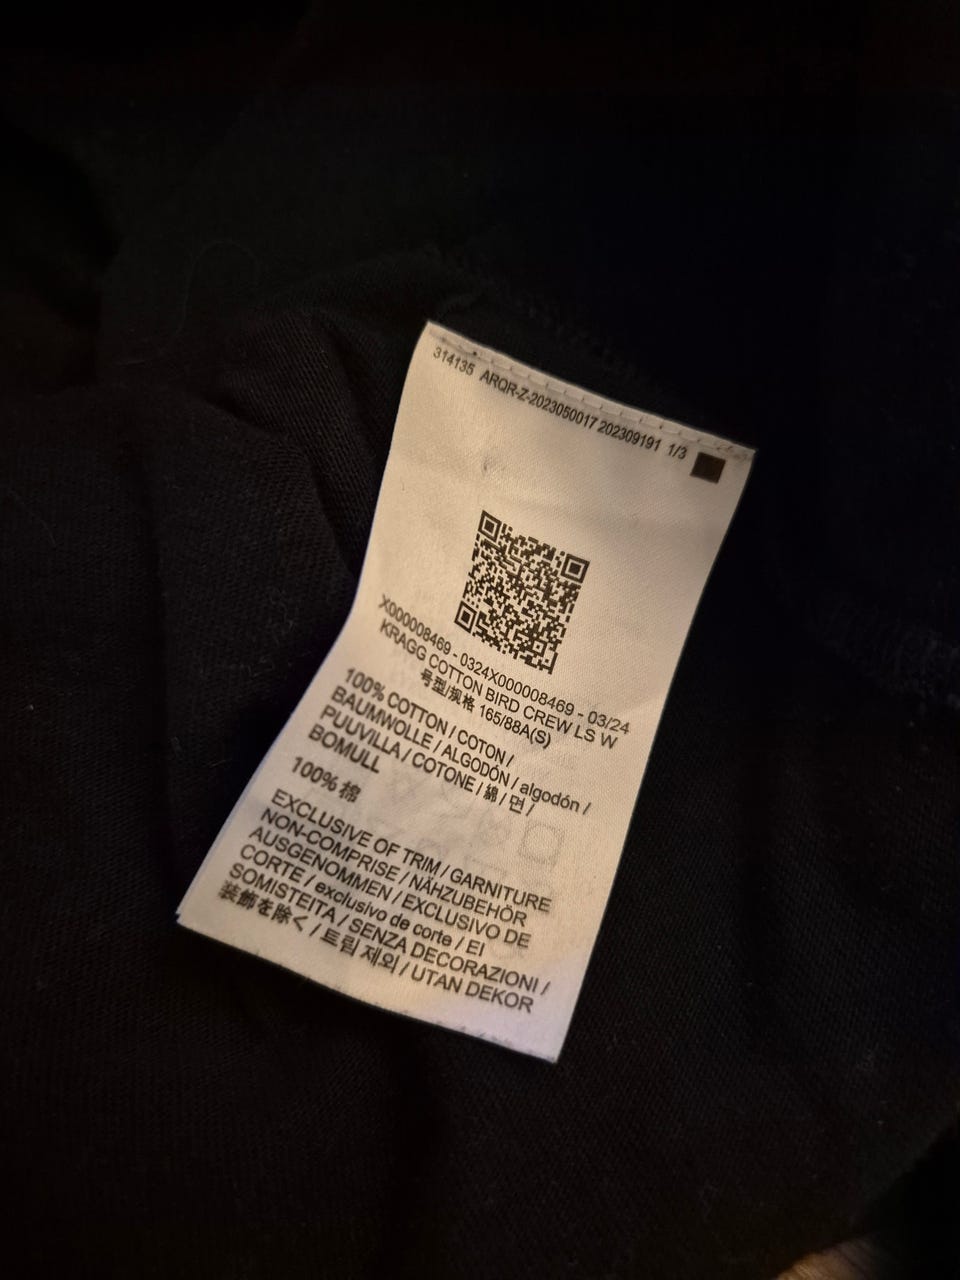 314135 ARQR-Z-2023050017 202309191 1/3
X000008469 - 0324X000008469 - 03/24
KRAGG COTTON BIRD CREW LS W
号型/规格 165/88A(S)
100% COTTON / COTON /
BAUMWOLLE / ALGODÓN / algodón /
PUUVILLA / COTONE / 綿 / 면 /
BOMULL
100% 棉
EXCLUSIVE OF TRIM / GARNITURE
NON-COMPRISE / NÄHZUBEHÖR
AUSGENOMMEN / EXCLUSIVO DE
CORTE / exclusivo de corte / EI
SOMISTEITA / SENZA DECORAZIONI /
装飾を除く / 트림 제외 / UTAN DEKOR